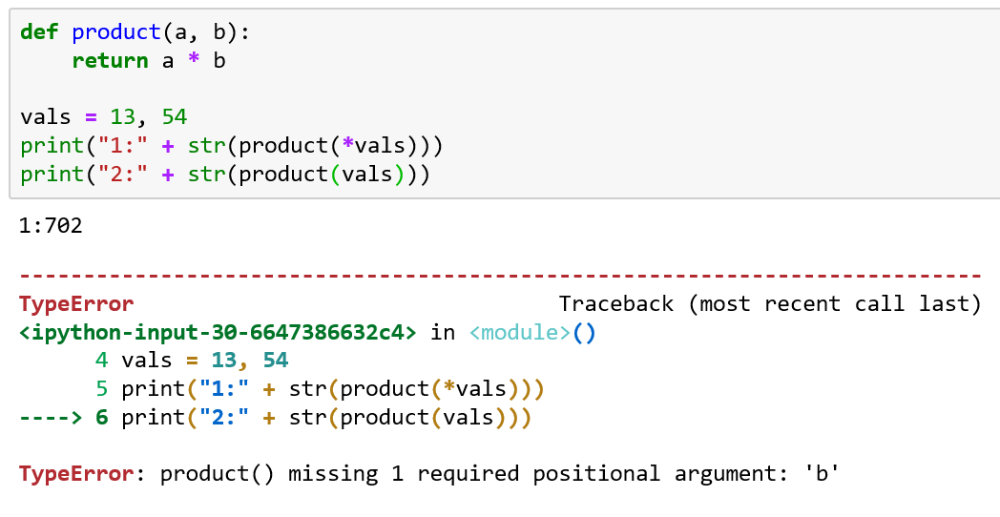 def product(a, b):
    return a * b
vals = 13, 54
print("1:" + str(product(*vals)))
print("2:" + str(product(vals)))
1:702
---------------------------------------------------------------------------
TypeError                                 Traceback (most recent call last)
<ipython-input-30-6647386632c4> in <module>()
      4 vals = 13, 54
      5 print("1:" + str(product(*vals)))
----> 6 print("2:" + str(product(vals)))
TypeError: product() missing 1 required positional argument: 'b'